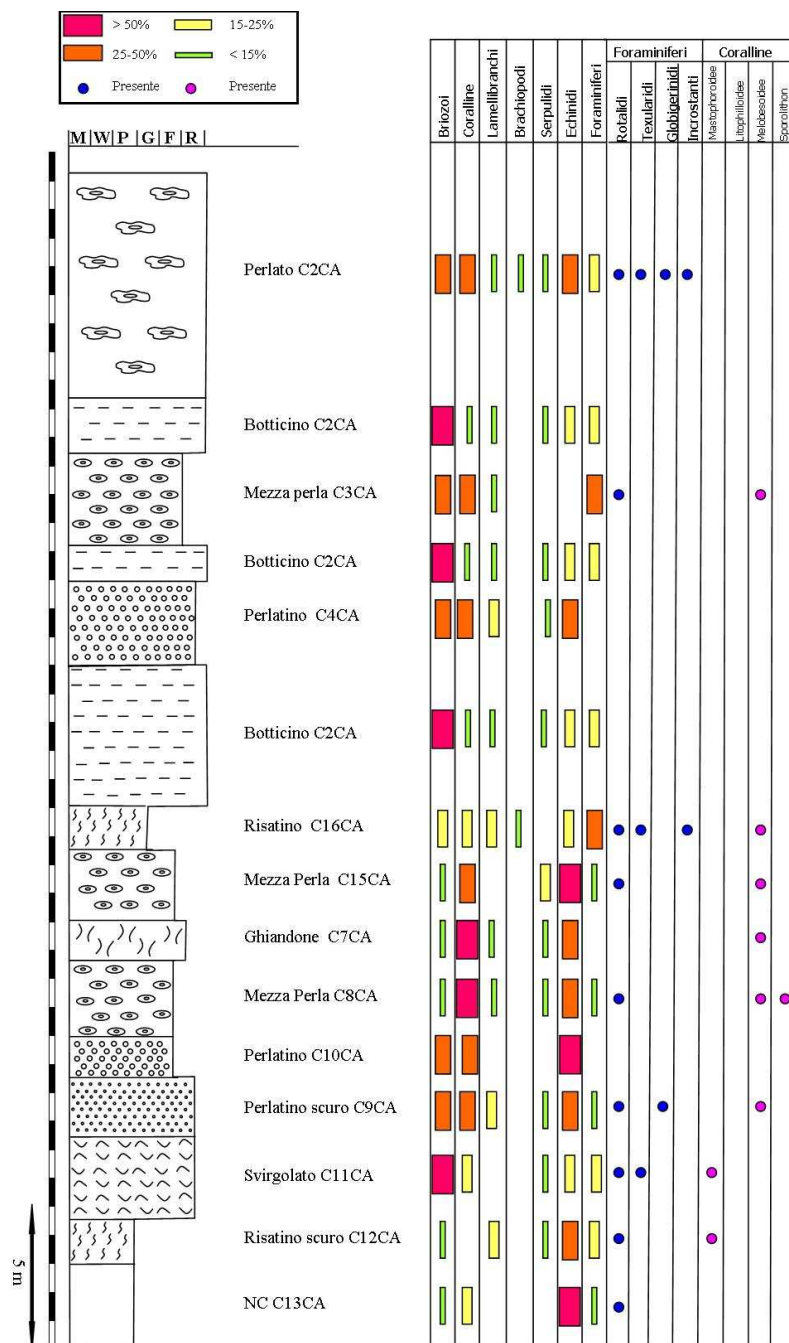 > 50% 15-25%
25-50% < 15%
Presente Presente
M W P G F R
Foraminiferi Coralline
Briozoi Coralline Lamellibranchi Brachiopodi Serpulidi Echinidi Foraminiferi Rotalidi Texularidi Globigerinidi Incrostanti Mastophoroidee Litophilloidee Melobesoidee Sporolithon
Perlato C2CA
Botticino C2CA
Mezza perla C3CA
Botticino C2CA
Perlatino C4CA
Botticino C2CA
Risatino C16CA
Mezza Perla C15CA
Ghiandone C7CA
Mezza Perla C8CA
Perlatino C10CA
Perlatino scuro C9CA
Svirgolato C11CA
Risatino scuro C12CA
NC C13CA
5 m